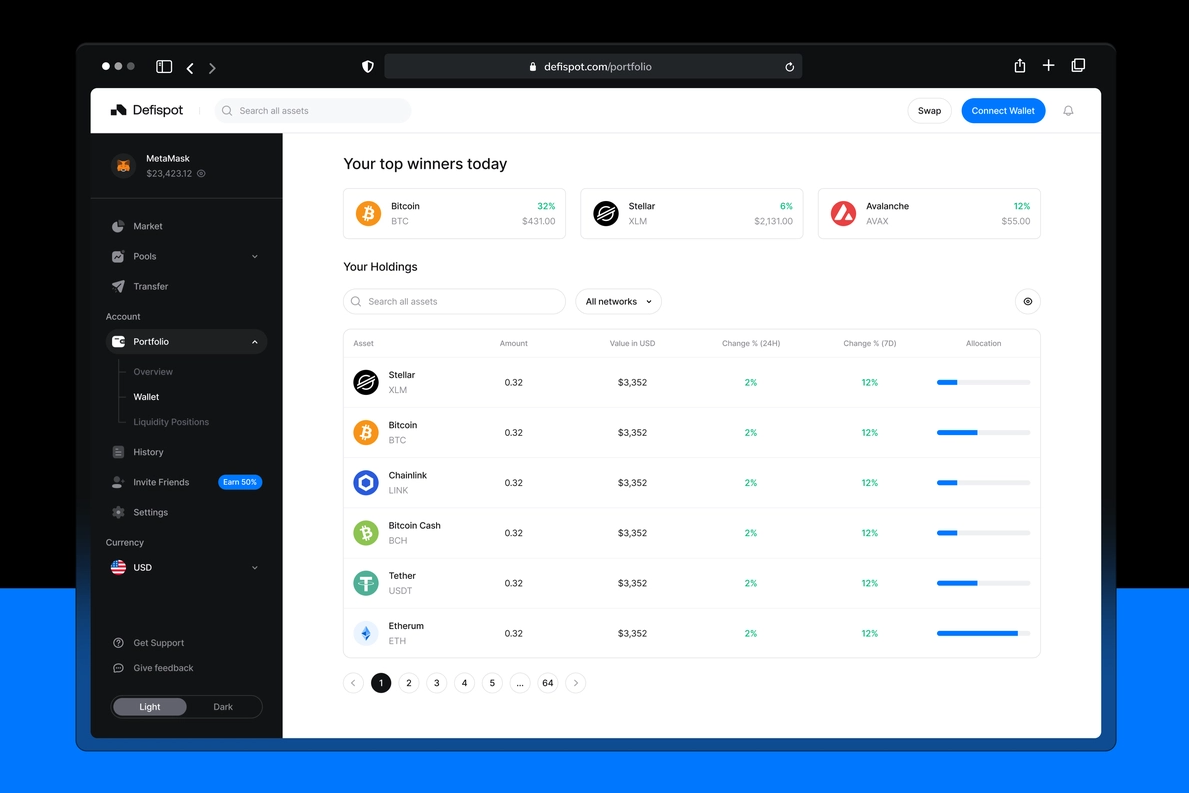 defispot.com/portfolio
Defispot
Search all assets
Swap
Connect Wallet
MetaMask
$23,423.12
Market
Pools
Transfer
Account
Portfolio
Overview
Wallet
Liquidity Positions
History
Invite Friends
Earn 50%
Settings
Currency
USD
Get Support
Give feedback
Light
Dark
Your top winners today
Bitcoin 32%
BTC $431.00
Stellar 6%
XLM $2,131.00
Avalanche 12%
AVAX $55.00
Your Holdings
Search all assets
All networks
Asset Amount Value in USD Change % (24H) Change % (7D) Allocation
Stellar
XLM
0.32 $3,352 2% 12%
Bitcoin
BTC
0.32 $3,352 2% 12%
Chainlink
LINK
0.32 $3,352 2% 12%
Bitcoin Cash
BCH
0.32 $3,352 2% 12%
Tether
USDT
0.32 $3,352 2% 12%
Etherum
ETH
0.32 $3,352 2% 12%
1 2 3 4 5 ... 64